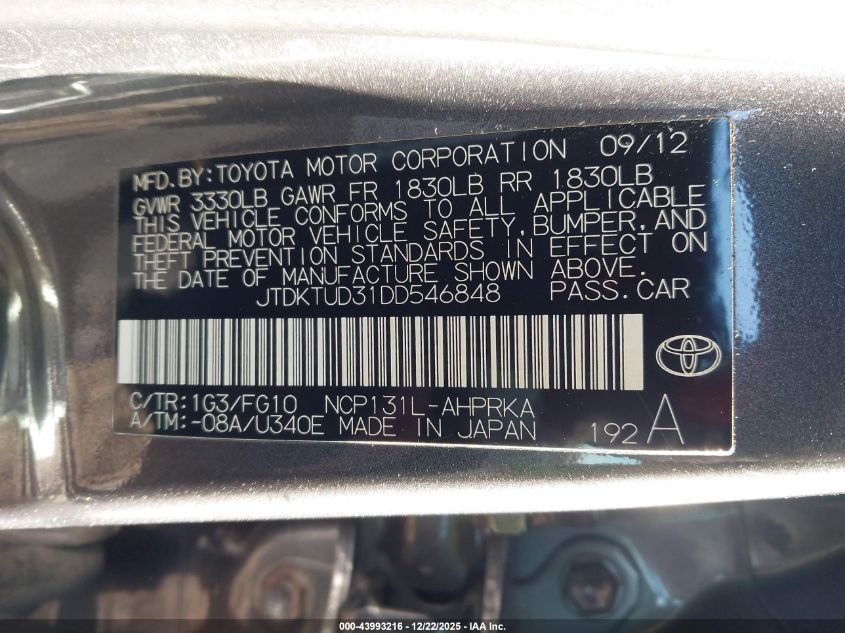 MFD.BY:TOYOTA MOTOR CORPORATION 09/12
GVWR 3330LB GAWR FR 1830LB RR 1830LB
THIS VEHICLE CONFORMS TO ALL APPLICABLE
FEDERAL MOTOR VEHICLE SAFETY,BUMPER,AND
THEFT PREVENTION STANDARDS IN EFFECT ON
THE DATE OF MANUFACTURE SHOWN ABOVE.
JTDKTUD31DD546848 PASS.CAR
C/TR:1G3/FG10 NCP131L-AHPRKA
A/TM:-08A/U340E MADE IN JAPAN 192 A
000-43993216 - 12/22/2025 - IAA Inc.